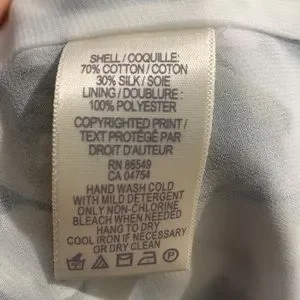 SHELL / COQUILLE:
70% COTTON / COTON
30% SILK / SOIE
LINING / DOUBLURE :
100% POLYESTER
COPYRIGHTED PRINT /
TEXT PROTÉGÉ PAR
DROIT D'AUTEUR
RN 86549
CA 04754
HAND WASH COLD
WITH MILD DETERGENT
ONLY NON-CHLORINE
BLEACH WHEN NEEDED
HANG TO DRY
COOL IRON IF NECESSARY
OR DRY CLEAN